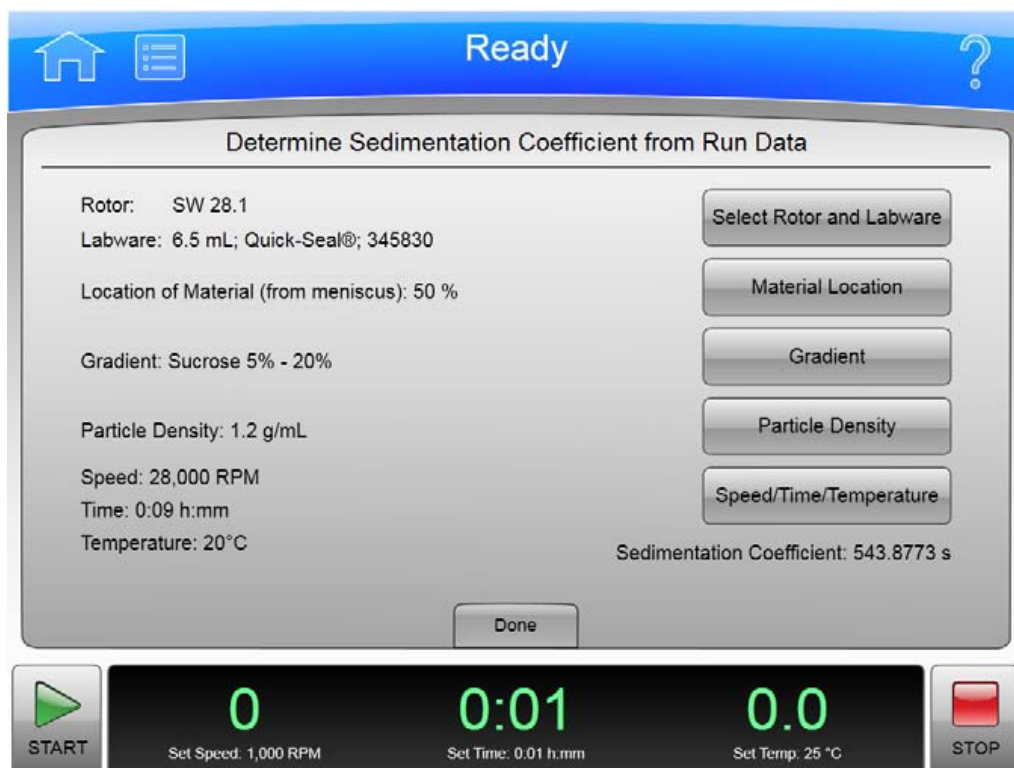 Ready
Determine Sedimentation Coefficient from Run Data
Rotor: SW 28.1
Labware: 6.5 mL; Quick-Seal®; 345830
Location of Material (from meniscus): 50 %
Gradient: Sucrose 5% - 20%
Particle Density: 1.2 g/mL
Speed: 28,000 RPM
Time: 0:09 h:mm
Temperature: 20°C
Select Rotor and Labware
Material Location
Gradient
Particle Density
Speed/Time/Temperature
Sedimentation Coefficient: 543.8773 s
Done
START
0
Set Speed: 1,000 RPM
0:01
Set Time: 0:01 h:mm
0.0
Set Temp: 25 °C
STOP